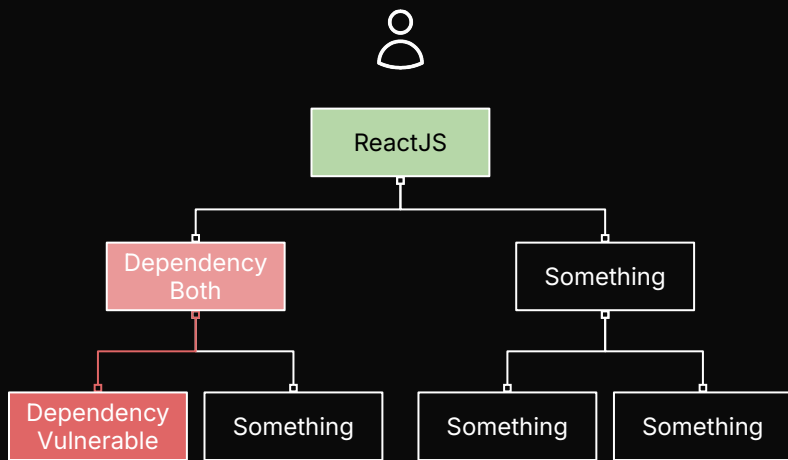 ReactJS
Dependency
Both
Something
Dependency
Vulnerable
Something
Something
Something